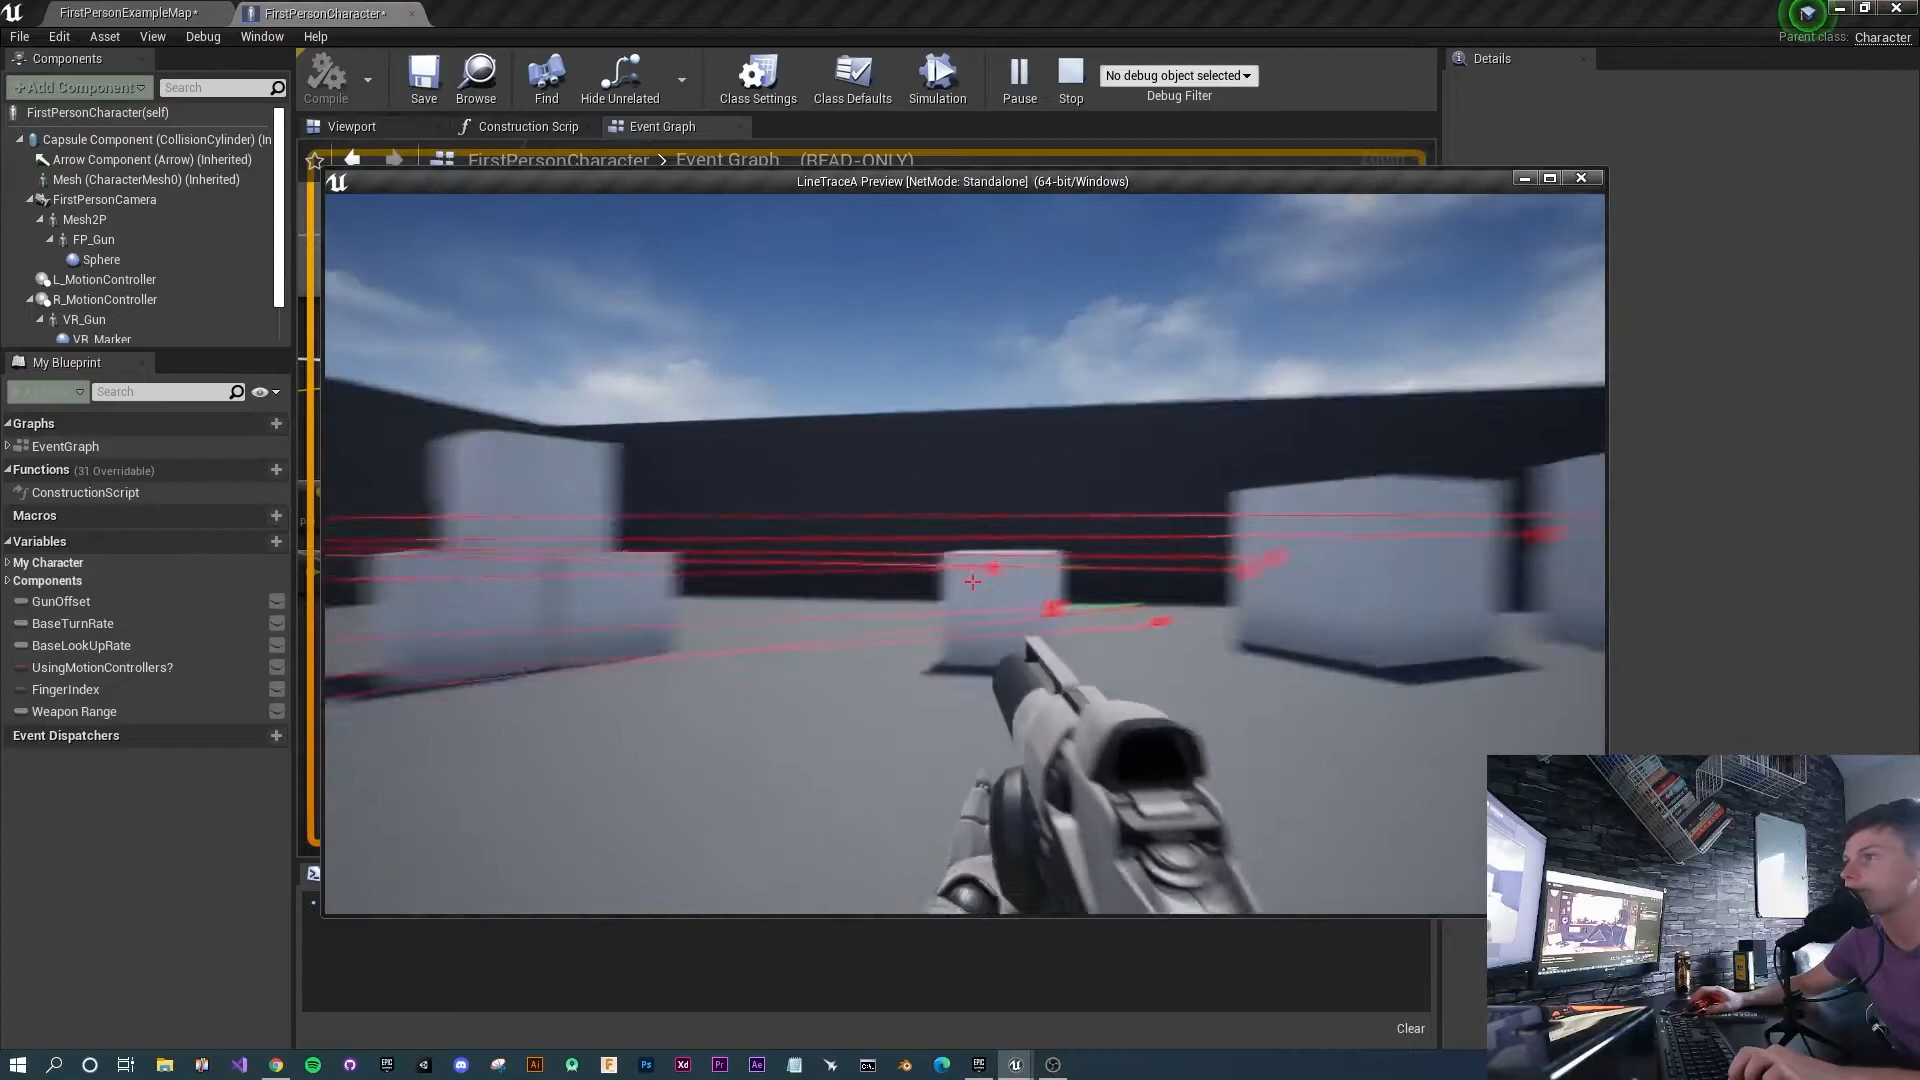 FirstPersonExampleMap*
FirstPersonCharacter*
Parent class: Character
File Edit Asset View Debug Window Help
Components
+Add Component
Search
FirstPersonCharacter(self)
Capsule Component (CollisionCylinder) (In
Arrow Component (Arrow) (Inherited)
Mesh (CharacterMesh0) (Inherited)
FirstPersonCamera
Mesh2P
FP_Gun
Sphere
L_MotionController
R_MotionController
VR_Gun
VR_Marker
My Blueprint
Search
Graphs
EventGraph
Functions (31 Overridable)
ConstructionScript
Macros
Variables
My Character
Components
GunOffset
BaseTurnRate
BaseLookUpRate
UsingMotionControllers?
FingerIndex
Weapon Range
Event Dispatchers
Compile
Save
Browse
Find
Hide Unrelated
Class Settings
Class Defaults
Simulation
Pause
Stop
No debug object selected
Debug Filter
Details
Viewport
Construction Scrip
Event Graph
FirstPersonCharacter > Event Graph (READ-ONLY)
LineTraceA Preview [NetMode: Standalone] (64-bit/Windows)
Clear
Ai
Ps
Xd
Pr
Ae